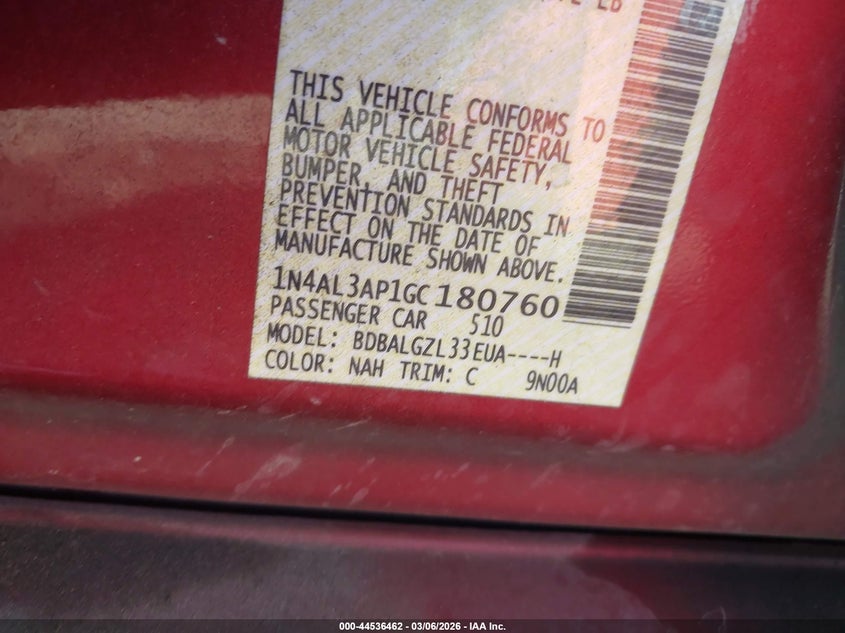 THIS VEHICLE CONFORMS TO
ALL APPLICABLE FEDERAL
MOTOR VEHICLE SAFETY,
BUMPER, AND THEFT
PREVENTION STANDARDS IN
EFFECT ON THE DATE OF
MANUFACTURE SHOWN ABOVE.
1N4AL3AP1GC180760
PASSENGER CAR 510
MODEL: BDBALGZL33EUA----H
COLOR: NAH TRIM: C 9N00A
000-44536462 - 03/06/2026 - IAA Inc.